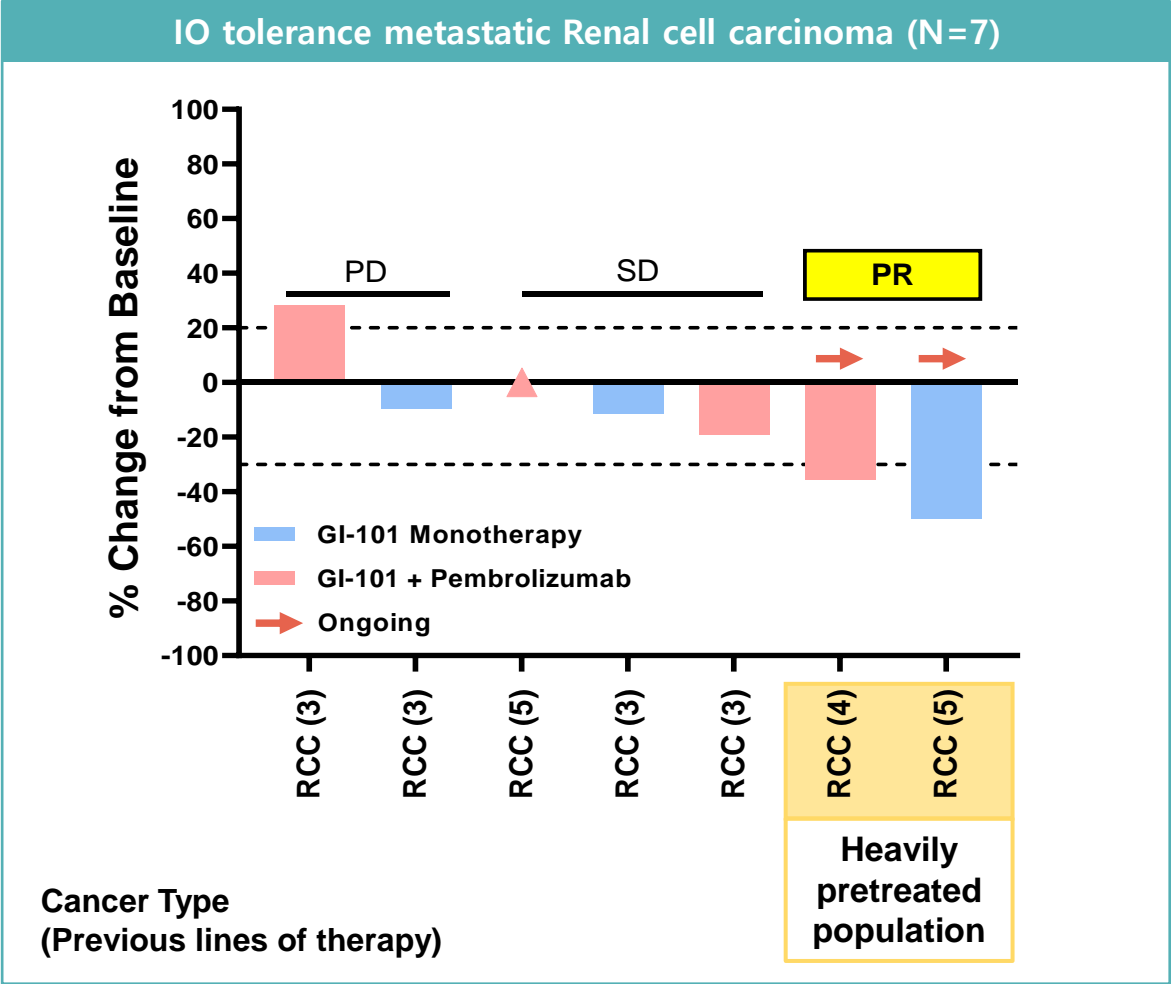 IO tolerance metastatic Renal cell carcinoma (N=7)
% Change from Baseline
100
80
60
40
20
0
-20
-40
-60
-80
-100
PD
SD
PR
GI-101 Monotherapy
GI-101 + Pembrolizumab
Ongoing
RCC (3)
RCC (3)
RCC (5)
RCC (3)
RCC (3)
RCC (4)
RCC (5)
Heavily
pretreated
population
Cancer Type
(Previous lines of therapy)